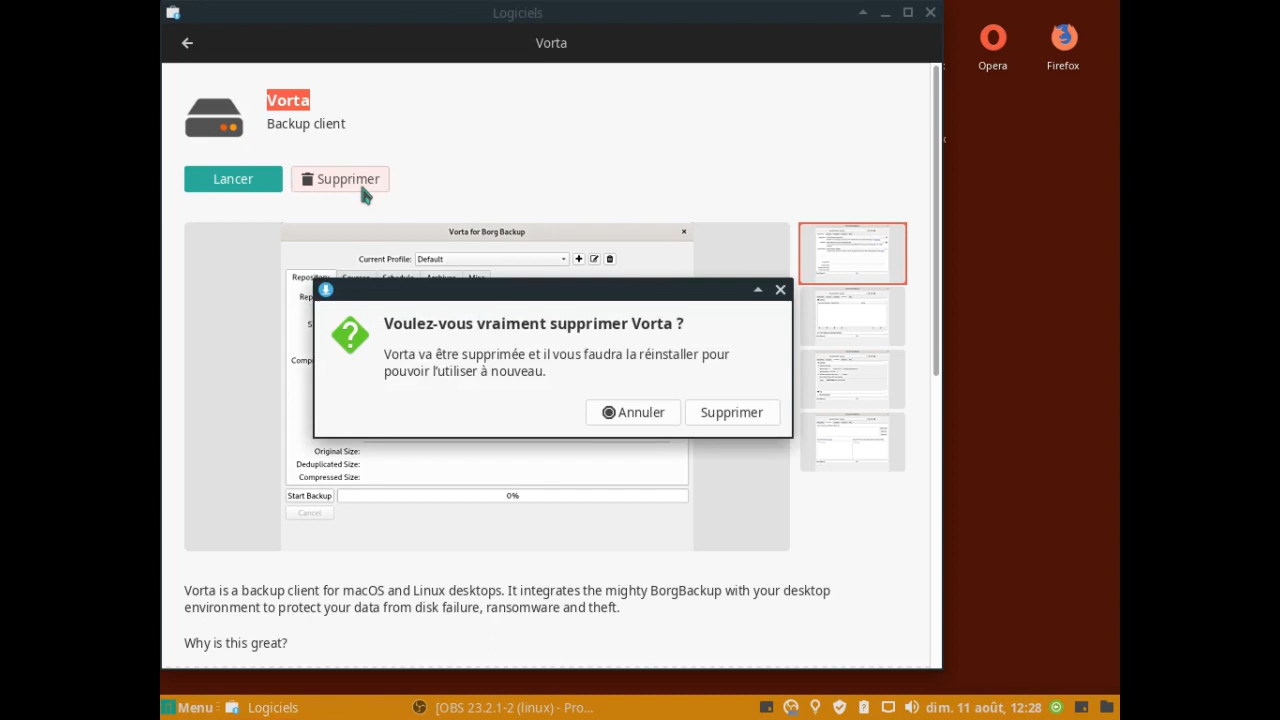 Logiciels
Vorta
Opera
Firefox
Vorta
Backup client
Lancer
Supprimer
Vorta for Borg Backup
Current Profile:
Default
Voulez-vous vraiment supprimer Vorta ?
Vorta va être supprimée et il vous faudra la réinstaller pour
pouvoir l'utiliser à nouveau.
Annuler
Supprimer
Original Size:
Deduplicated Size:
Compressed Size:
Start Backup
0%
Cancel
Vorta is a backup client for macOS and Linux desktops. It integrates the mighty BorgBackup with your desktop
environment to protect your data from disk failure, ransomware and theft.
Why is this great?
Menu
Logiciels
[OBS 23.2.1-2 (linux) - Pro...
dim. 11 août, 12:28